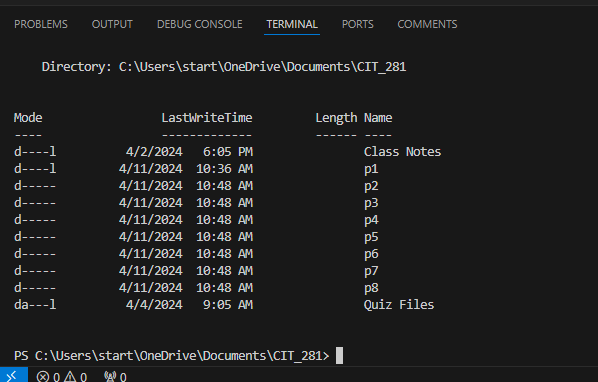 PROBLEMS OUTPUT DEBUG CONSOLE TERMINAL PORTS COMMENTS
Directory: C:\Users\start\OneDrive\Documents\CIT_281
Mode LastWriteTime Length Name
---- ------------- ------ ----
d----l 4/2/2024 6:05 PM Class Notes
d----l 4/11/2024 10:36 AM p1
d----- 4/11/2024 10:48 AM p2
d----- 4/11/2024 10:48 AM p3
d----- 4/11/2024 10:48 AM p4
d----- 4/11/2024 10:48 AM p5
d----- 4/11/2024 10:48 AM p6
d----- 4/11/2024 10:48 AM p7
d----- 4/11/2024 10:48 AM p8
da---l 4/4/2024 9:05 AM Quiz Files
PS C:\Users\start\OneDrive\Documents\CIT_281>
0 0 0